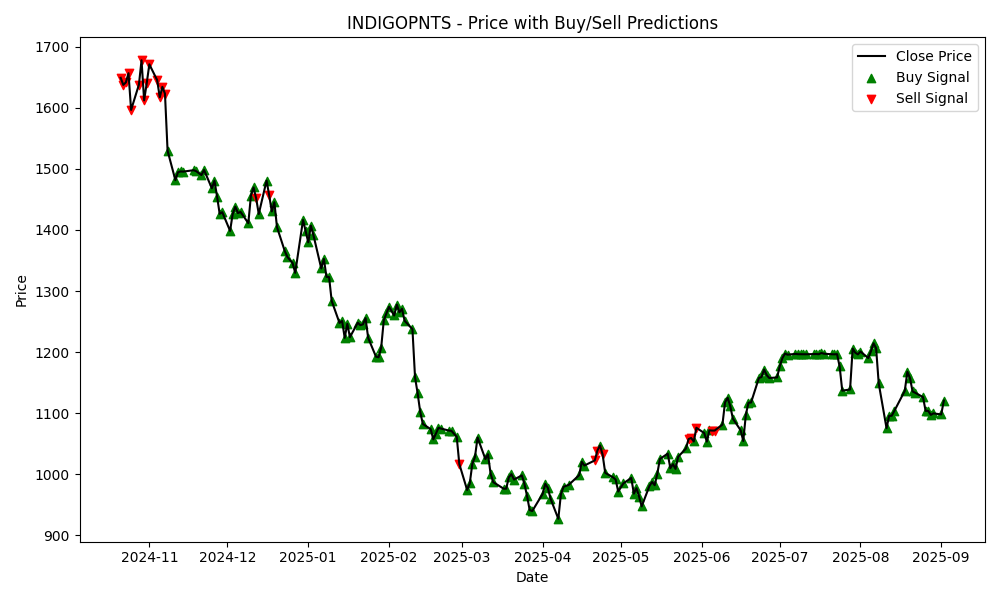 INDIGOPNTS - Price with Buy/Sell Predictions
Close Price
Buy Signal
Sell Signal
Price
1700
1600
1500
1400
1300
1200
1100
1000
900
2024-11 2024-12 2025-01 2025-02 2025-03 2025-04 2025-05 2025-06 2025-07 2025-08 2025-09
Date